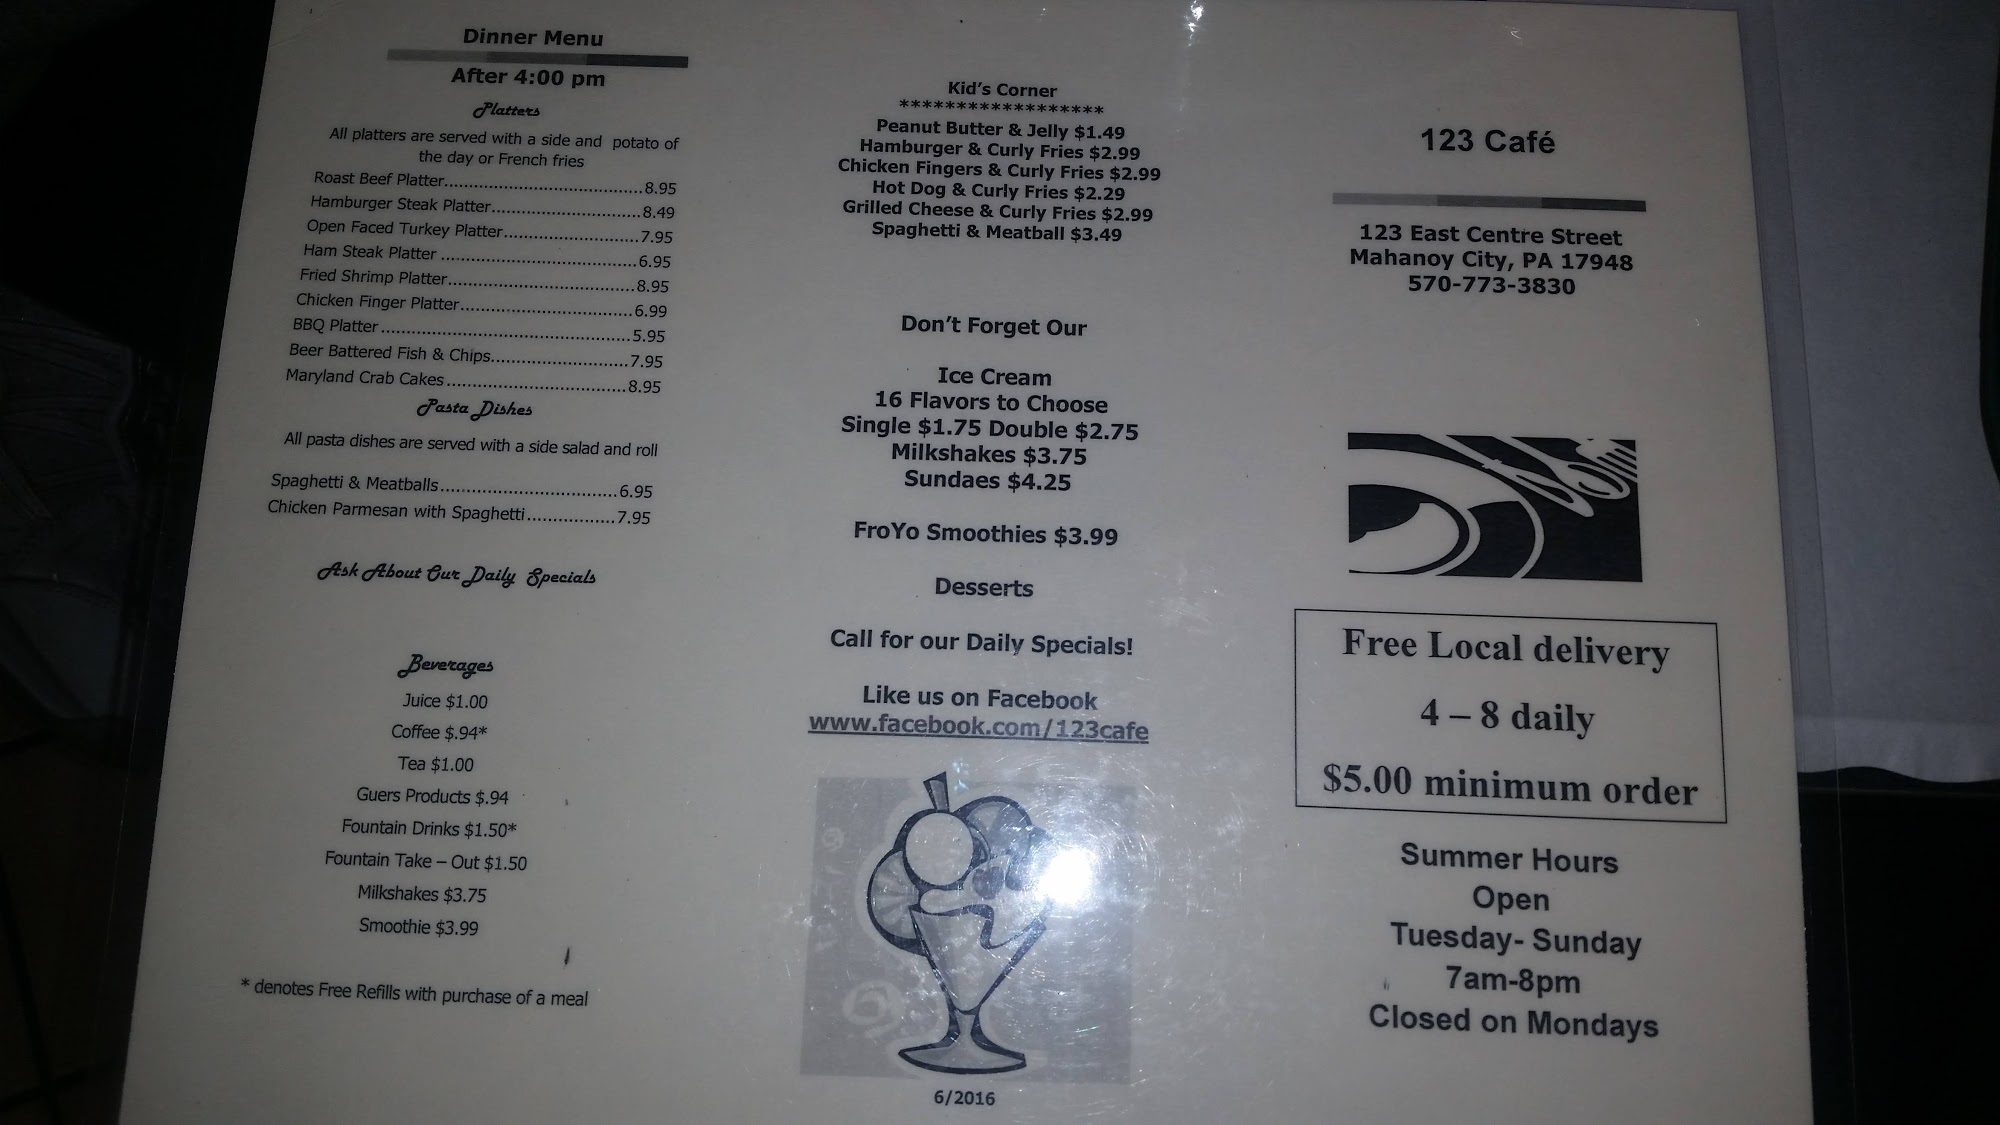 Dinner Menu
After 4:00 pm
Platters
All platters are served with a side and potato of
the day or French fries
Roast Beef Platter..................................8.95
Hamburger Steak Platter..........................8.49
Open Faced Turkey Platter.......................7.95
Ham Steak Platter ..................................6.95
Fried Shrimp Platter................................8.95
Chicken Finger Platter..............................6.99
BBQ Platter...........................................5.95
Beer Battered Fish & Chips.......................7.95
Maryland Crab Cakes...............................8.95
Pasta Dishes
All pasta dishes are served with a side salad and roll
Spaghetti & Meatballs..............................6.95
Chicken Parmesan with Spaghetti................7.95
Ask About Our Daily Specials
Beverages
Juice $1.00
Coffee $.94*
Tea $1.00
Guers Products $.94
Fountain Drinks $1.50*
Fountain Take – Out $1.50
Milkshakes $3.75
Smoothie $3.99
* denotes Free Refills with purchase of a meal
Kid's Corner
******************
Peanut Butter & Jelly $1.49
Hamburger & Curly Fries $2.99
Chicken Fingers & Curly Fries $2.99
Hot Dog & Curly Fries $2.29
Grilled Cheese & Curly Fries $2.99
Spaghetti & Meatball $3.49
Don't Forget Our
Ice Cream
16 Flavors to Choose
Single $1.75 Double $2.75
Milkshakes $3.75
Sundaes $4.25
FroYo Smoothies $3.99
Desserts
Call for our Daily Specials!
Like us on Facebook
www.facebook.com/123cafe
6/2016
123 Café
123 East Centre Street
Mahanoy City, PA 17948
570-773-3830
Free Local delivery
4 – 8 daily
$5.00 minimum order
Summer Hours
Open
Tuesday- Sunday
7am-8pm
Closed on Mondays